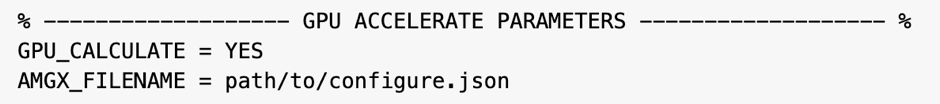 % ------------------- GPU ACCELERATE PARAMETERS ------------------- %
GPU_CALCULATE = YES
AMGX_FILENAME = path/to/configure.json